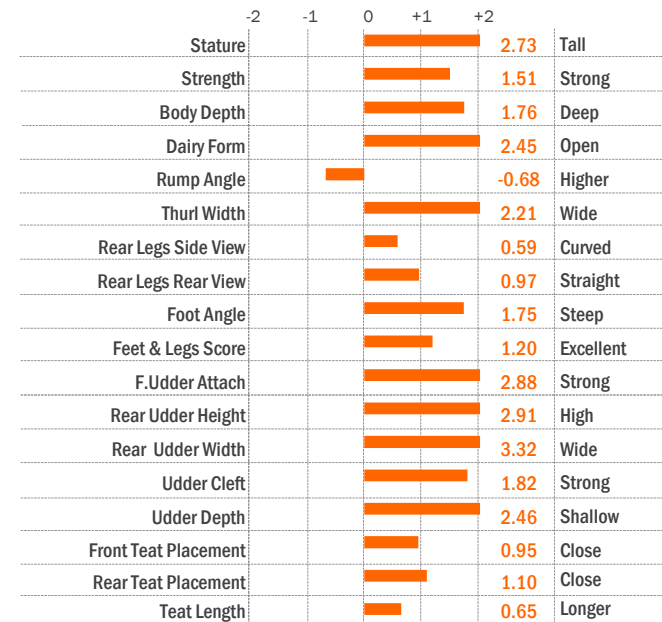 -2 -1 0 +1 +2
Stature 2.73 Tall
Strength 1.51 Strong
Body Depth 1.76 Deep
Dairy Form 2.45 Open
Rump Angle -0.68 Higher
Thurl Width 2.21 Wide
Rear Legs Side View 0.59 Curved
Rear Legs Rear View 0.97 Straight
Foot Angle 1.75 Steep
Feet & Legs Score 1.20 Excellent
F.Udder Attach 2.88 Strong
Rear Udder Height 2.91 High
Rear Udder Width 3.32 Wide
Udder Cleft 1.82 Strong
Udder Depth 2.46 Shallow
Front Teat Placement 0.95 Close
Rear Teat Placement 1.10 Close
Teat Length 0.65 Longer